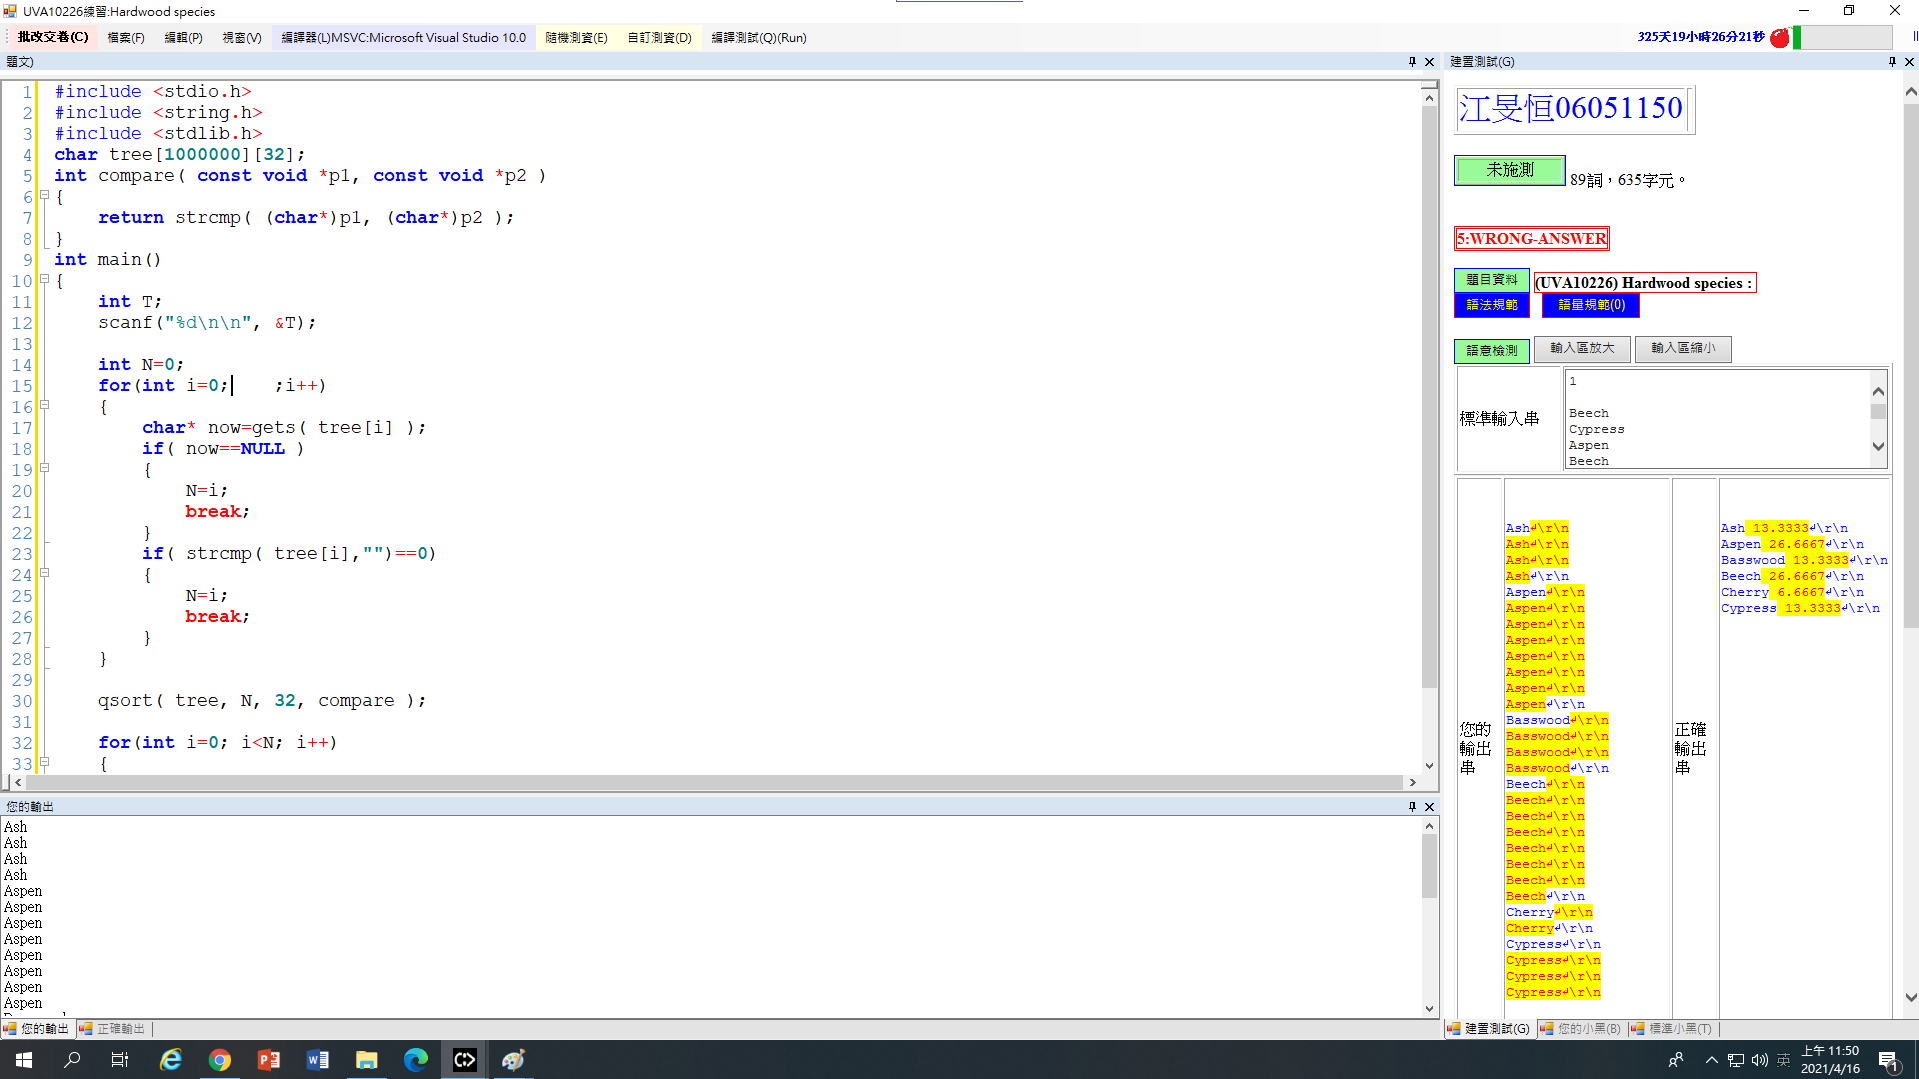 UVA10226練習:Hardwood species
批改交卷(C) 檔案(F) 編輯(P) 視窗(V) 編譯器(L)MSVC:Microsoft Visual Studio 10.0 隨機測資(E) 自訂測資(D) 編譯測試(Q)(Run) 325天19小時26分21秒
題文)
1 #include <stdio.h>
2 #include <string.h>
3 #include <stdlib.h>
4 char tree[1000000][32];
5 int compare( const void *p1, const void *p2 )
6 {
7 return strcmp( (char*)p1, (char*)p2 );
8 }
9 int main()
10 {
11 int T;
12 scanf("%d\n\n", &T);
13
14 int N=0;
15 for(int i=0; ;i++)
16 {
17 char* now=gets( tree[i] );
18 if( now==NULL )
19 {
20 N=i;
21 break;
22 }
23 if( strcmp( tree[i],"")==0)
24 {
25 N=i;
26 break;
27 }
28 }
29
30 qsort( tree, N, 32, compare );
31
32 for(int i=0; i<N; i++)
33 {
您的輸出
Ash
Ash
Ash
Ash
Aspen
Aspen
Aspen
Aspen
Aspen
Aspen
Aspen
Aspen
您的輸出 正確輸出
建置測試(G)
江旻恒06051150
未施測 89詞，635字元。
5:WRONG-ANSWER
題目資料 (UVA10226) Hardwood species :
語法規範 語量規範(0)
語意檢測 輸入區放大 輸入區縮小
標準輸入串
1
Beech
Cypress
Aspen
Beech
您的輸出串
Ash↲\r\n
Ash↲\r\n
Ash↲\r\n
Ash↲\r\n
Aspen↲\r\n
Aspen↲\r\n
Aspen↲\r\n
Aspen↲\r\n
Aspen↲\r\n
Aspen↲\r\n
Aspen↲\r\n
Aspen↲\r\n
Basswood↲\r\n
Basswood↲\r\n
Basswood↲\r\n
Basswood↲\r\n
Beech↲\r\n
Beech↲\r\n
Beech↲\r\n
Beech↲\r\n
Beech↲\r\n
Beech↲\r\n
Beech↲\r\n
Beech↲\r\n
Cherry↲\r\n
Cherry↲\r\n
Cypress↲\r\n
Cypress↲\r\n
Cypress↲\r\n
Cypress↲\r\n
正確輸出串
Ash 13.3333↲\r\n
Aspen 26.6667↲\r\n
Basswood 13.3333↲\r\n
Beech 26.6667↲\r\n
Cherry 6.6667↲\r\n
Cypress 13.3333↲\r\n
建置測試(G) 您的小黑(B) 標準小黑(T)
英
上午 11:50
2021/4/16
1